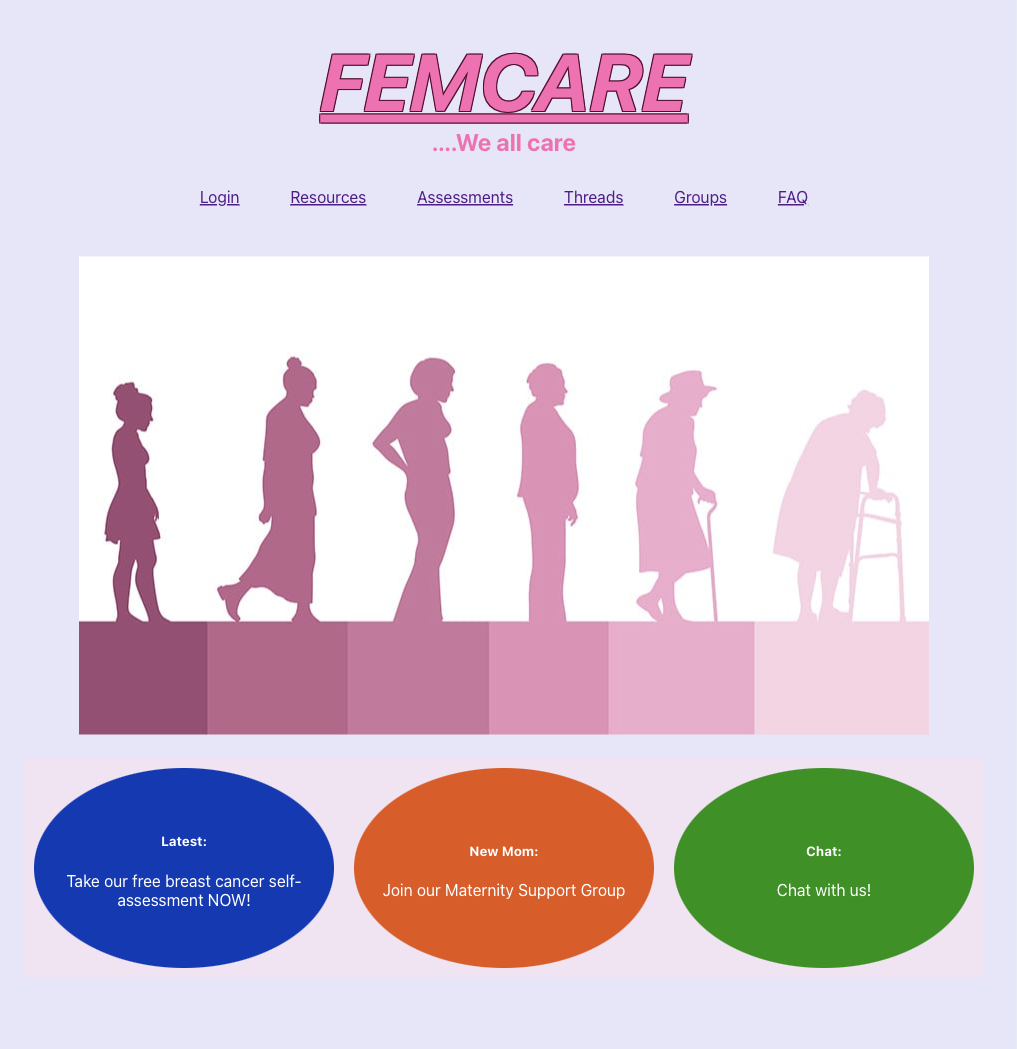 FEMCARE
....We all care
Login Resources Assessments Threads Groups FAQ
Latest:
Take our free breast cancer self-
assessment NOW!
New Mom:
Join our Maternity Support Group
Chat:
Chat with us!